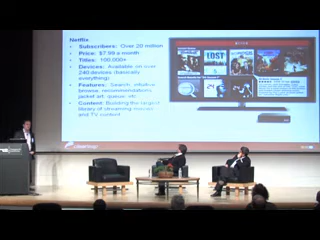 Netflix
• Subscribers: Over 20 million
• Price: $7.99 a month
• Titles: 100,000+
• Devices: Available on over
240 devices (basically
everything)
• Features: Search, intuitive
browse, recommendations,
packet art, queue, etc.
• Content: Building the largest
library of streaming movies
and TV content
LOST